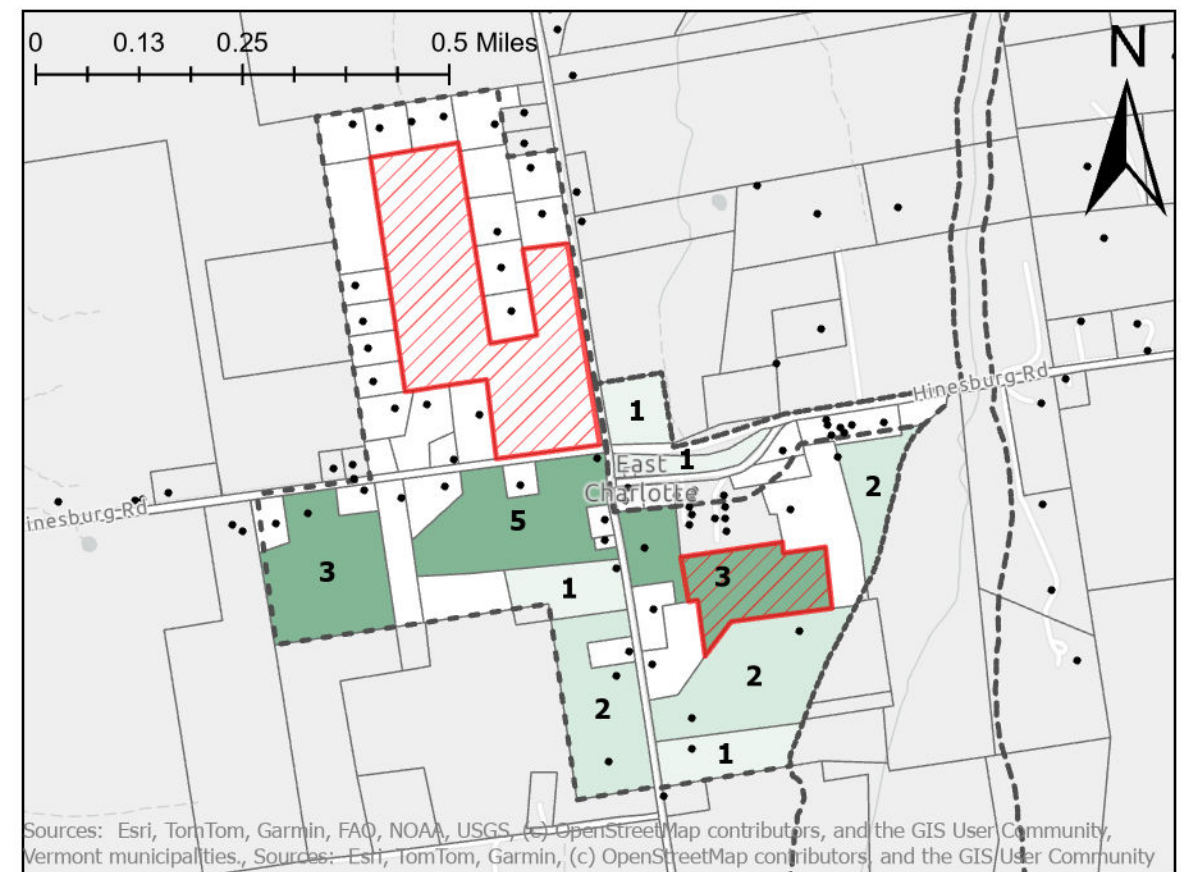 0 0.13 0.25 0.5 Miles
N
Hinesburg Rd
1
East
1
Charlotte
2
inesburg Rd
5
3
3
1
2
2
1
Sources: Esri, TomTom, Garmin, FAO, NOAA, USGS, (c) OpenStreetMap contributors, and the GIS User Community,
Vermont municipalities., Sources: Esri, TomTom, Garmin, (c) OpenStreetMap contributors, and the GIS User Community